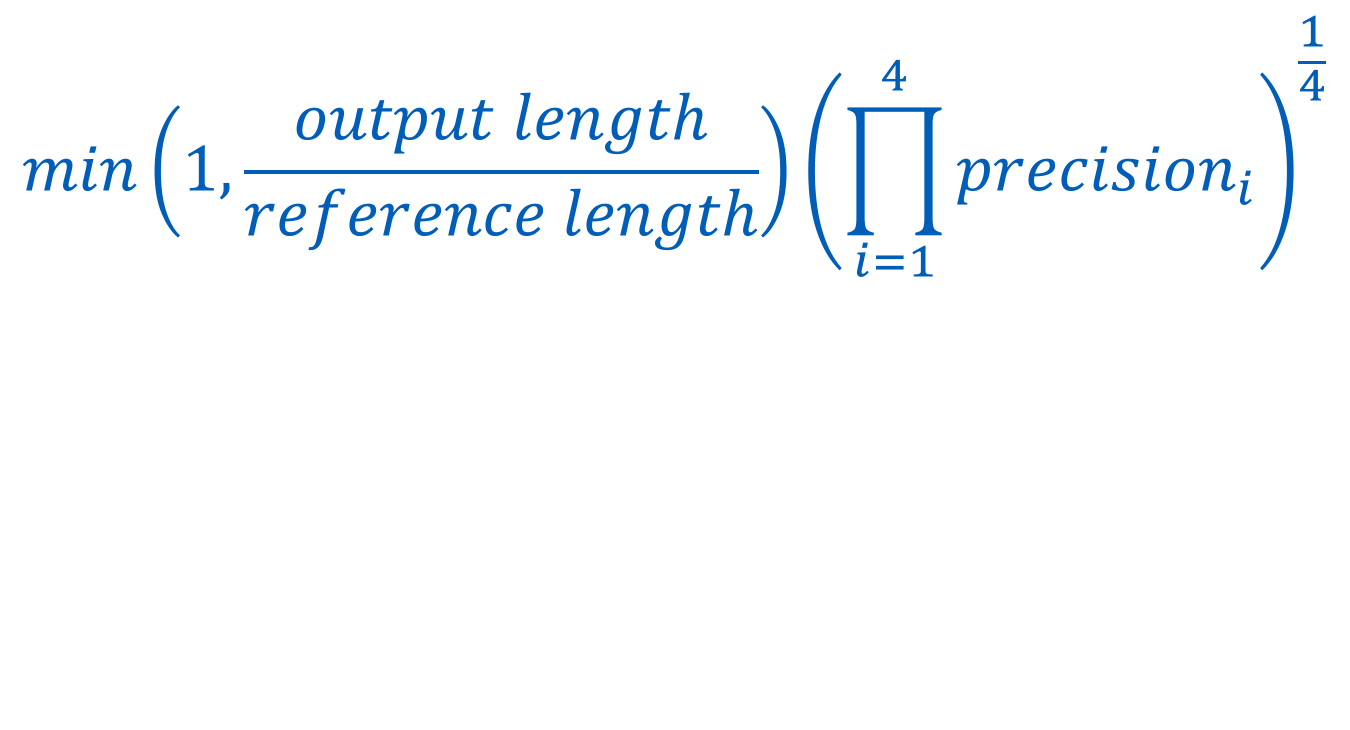 min(1, output length / reference length)(∏_{i=1}^{4} precision_i)^{1/4}